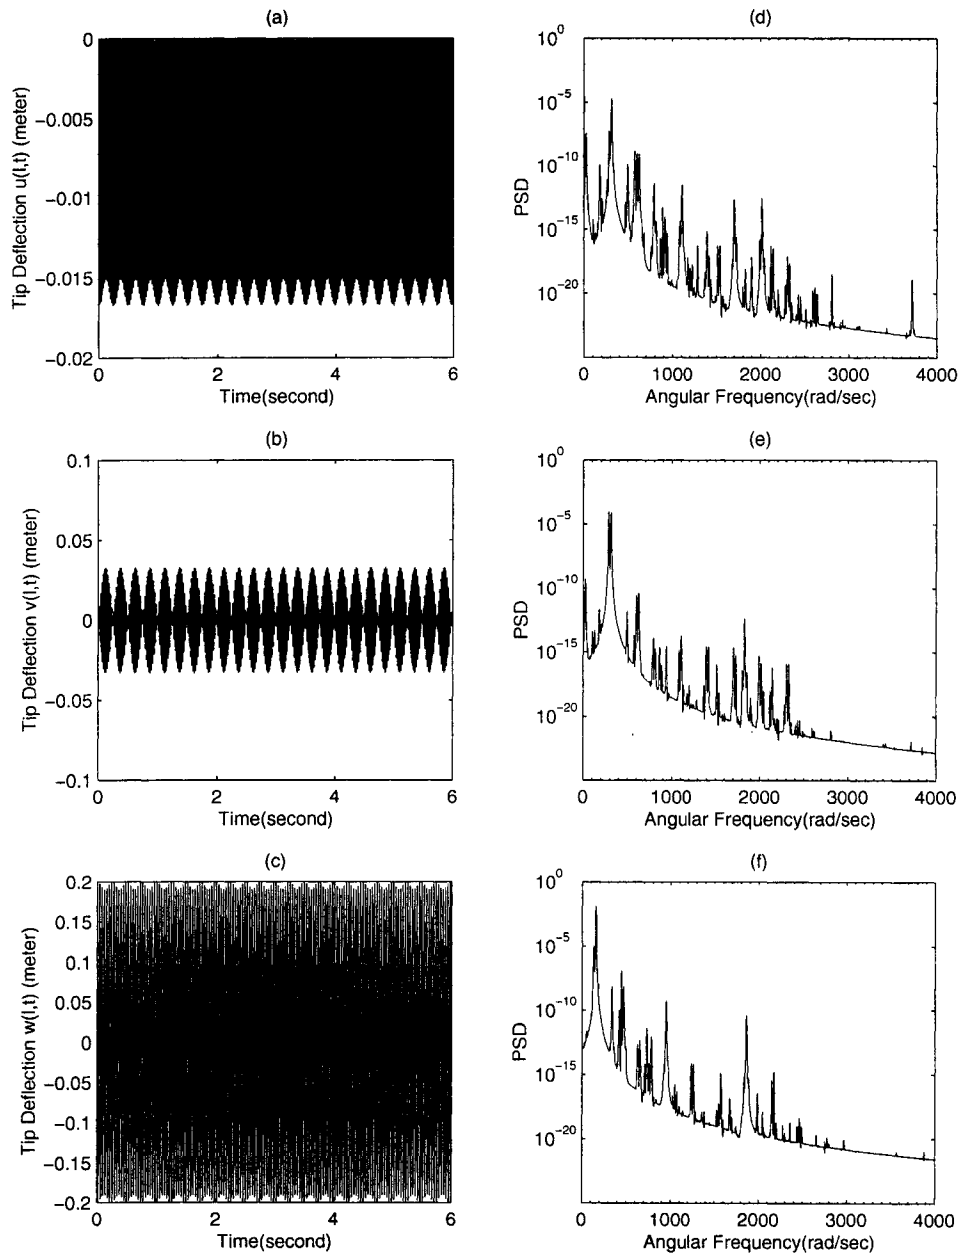 (a)
0
−0.005
−0.01
−0.015
−0.02
Tip Deflection u(l,t) (meter)
0 2 4 6
Time(second)
(d)
10^0
10^−5
10^−10
10^−15
10^−20
PSD
0 1000 2000 3000 4000
Angular Frequency(rad/sec)
(b)
0.1
0.05
0
−0.05
−0.1
Tip Deflection v(l,t) (meter)
0 2 4 6
Time(second)
(e)
10^0
10^−5
10^−10
10^−15
10^−20
PSD
0 1000 2000 3000 4000
Angular Frequency(rad/sec)
(c)
0.2
0.15
0.1
0.05
0
−0.05
−0.1
−0.15
−0.2
Tip Deflection w(l,t) (meter)
0 2 4 6
Time(second)
(f)
10^0
10^−5
10^−10
10^−15
10^−20
PSD
0 1000 2000 3000 4000
Angular Frequency(rad/sec)